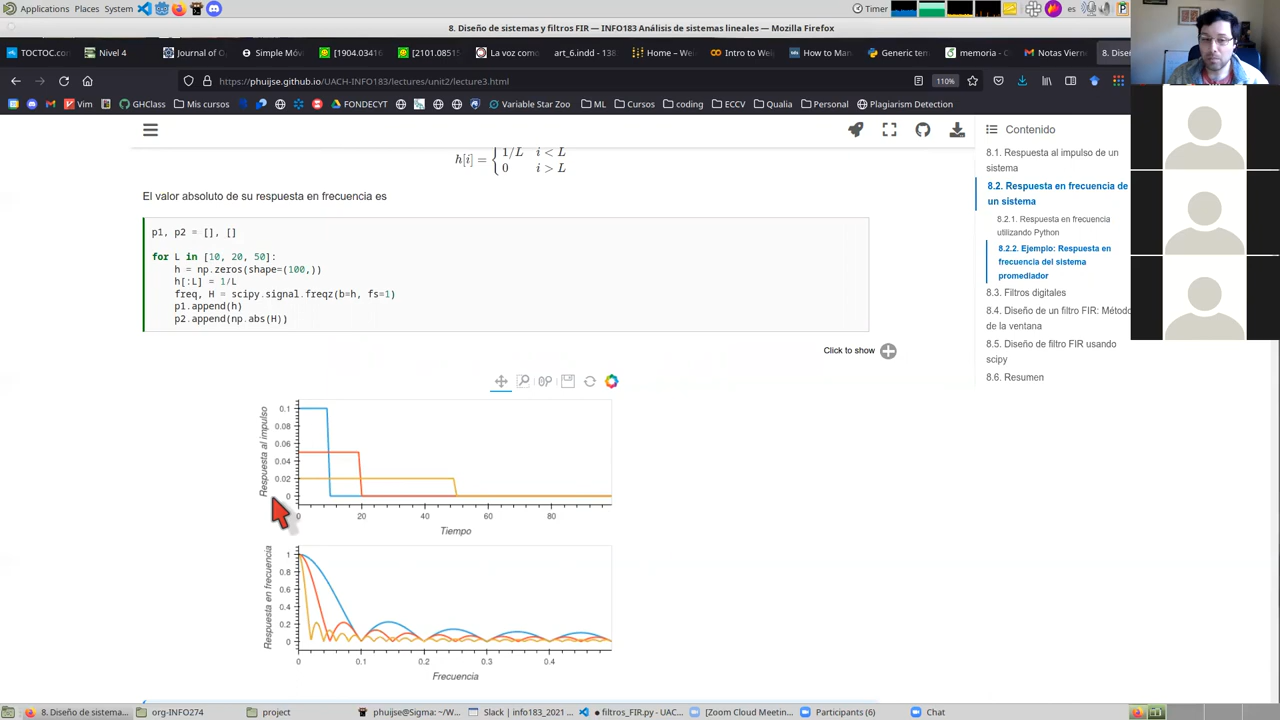 Applications Places System
Timer
es
8. Diseño de sistemas y filtros FIR — INFO183 Análisis de sistemas lineales — Mozilla Firefox
TOCTOC.com
Nivel 4
Journal of O
Simple Móv
[1904.03416
[2101.08515
art_6.indd - 138
Home — We
Intro to Wee
How to Man
Generic tem
memoria - C
Notas Viern
8. Dise
https://phuijse.github.io/UACH-INFO183/lectures/unit2/lecture3.html
110%
Vim
GHClass
Mis cursos
FONDECYT
Variable Star Zoo
ML
Cursos
coding
ECCV
Qualia
Personal
Plagiarism Detection
h[i] = { 1/L i < L
0 i > L
El valor absoluto de su respuesta en frecuencia es
p1, p2 = [], []
for L in [10, 20, 50]:
h = np.zeros(shape=(100,))
h[:L] = 1/L
freq, H = scipy.signal.freqz(b=h, fs=1)
p1.append(h)
p2.append(np.abs(H))
Click to show
Respuesta al impulso
0.1
0.08
0.06
0.04
0.02
0
0 20 40 60 80
Tiempo
Respuesta en frecuencia
1
0.8
0.6
0.4
0.2
0
0 0.1 0.2 0.3 0.4
Frecuencia
Contenido
8.1. Respuesta al impulso de un
sistema
8.2. Respuesta en frecuencia de
un sistema
8.2.1. Respuesta en frecuencia
utilizando Python
8.2.2. Ejemplo: Respuesta en
frecuencia del sistema
promediador
8.3. Filtros digitales
8.4. Diseño de un filtro FIR: Método
de la ventana
8.5. Diseño de filtro FIR usando
scipy
8.6. Resumen
8. Diseño de sistema...
org-INFO274
project
phuijse@Sigma: ~/W...
Slack | info183_2021 ...
● filtros_FIR.py - UAC...
[Zoom Cloud Meetin...
Participants (6)
Chat